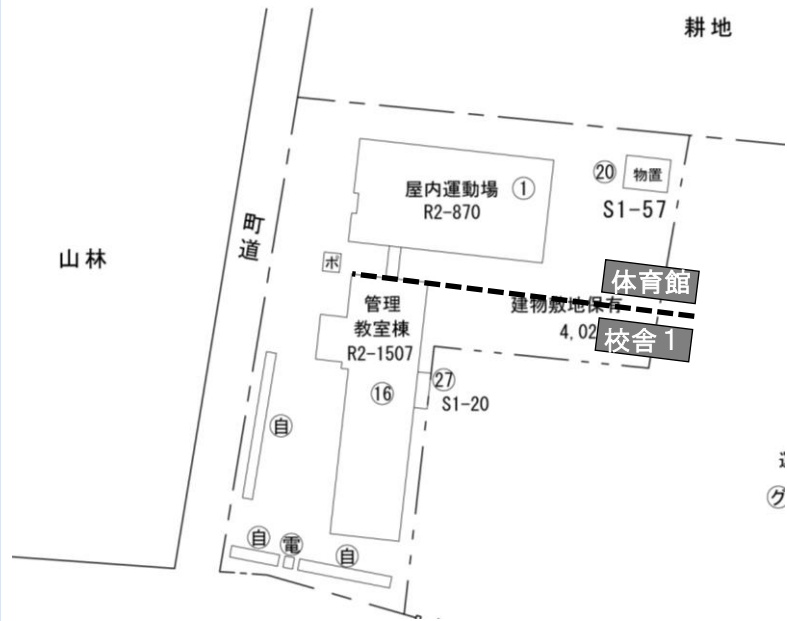 耕地
屋内運動場 ①
R2-870
⑳ 物置
S1-57
町道
山林
ポ
体育館
管理
教室棟
R2-1507
建物敷地保有
4,02
校舎1
⑯
㉗
S1-20
自
自
電
自
グ